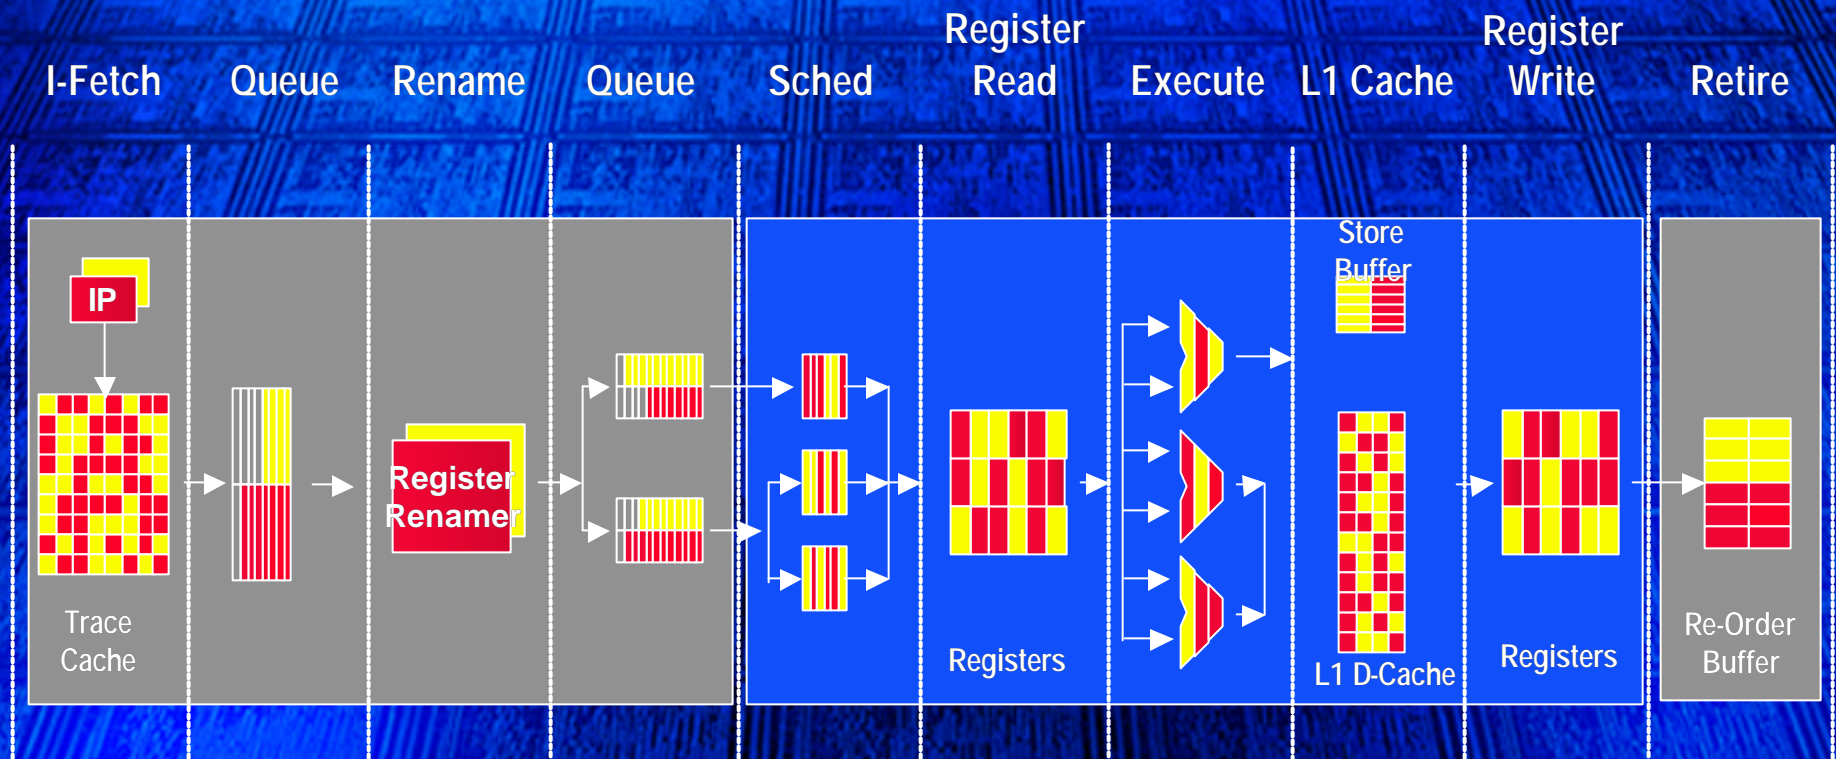 I-Fetch
Queue
Rename
Queue
Sched
Register
Read
Execute
L1 Cache
Register
Write
Retire
IP
Trace
Cache
Register
Renamer
Registers
Store
Buffer
L1 D-Cache
Registers
Re-Order
Buffer